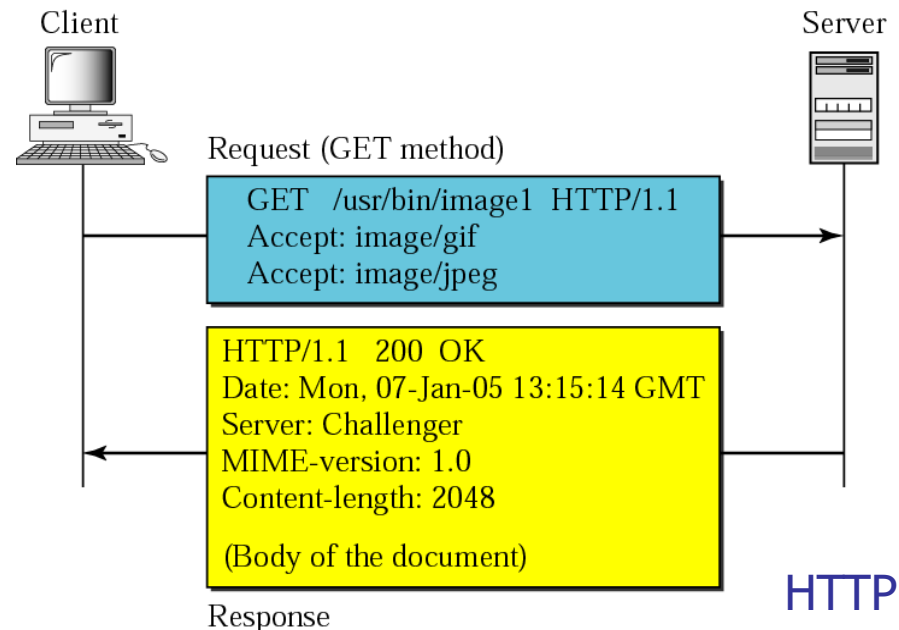 Client
Server
Request (GET method)
GET /usr/bin/image1 HTTP/1.1
Accept: image/gif
Accept: image/jpeg
HTTP/1.1 200 OK
Date: Mon, 07-Jan-05 13:15:14 GMT
Server: Challenger
MIME-version: 1.0
Content-length: 2048
(Body of the document)
Response
HTTP